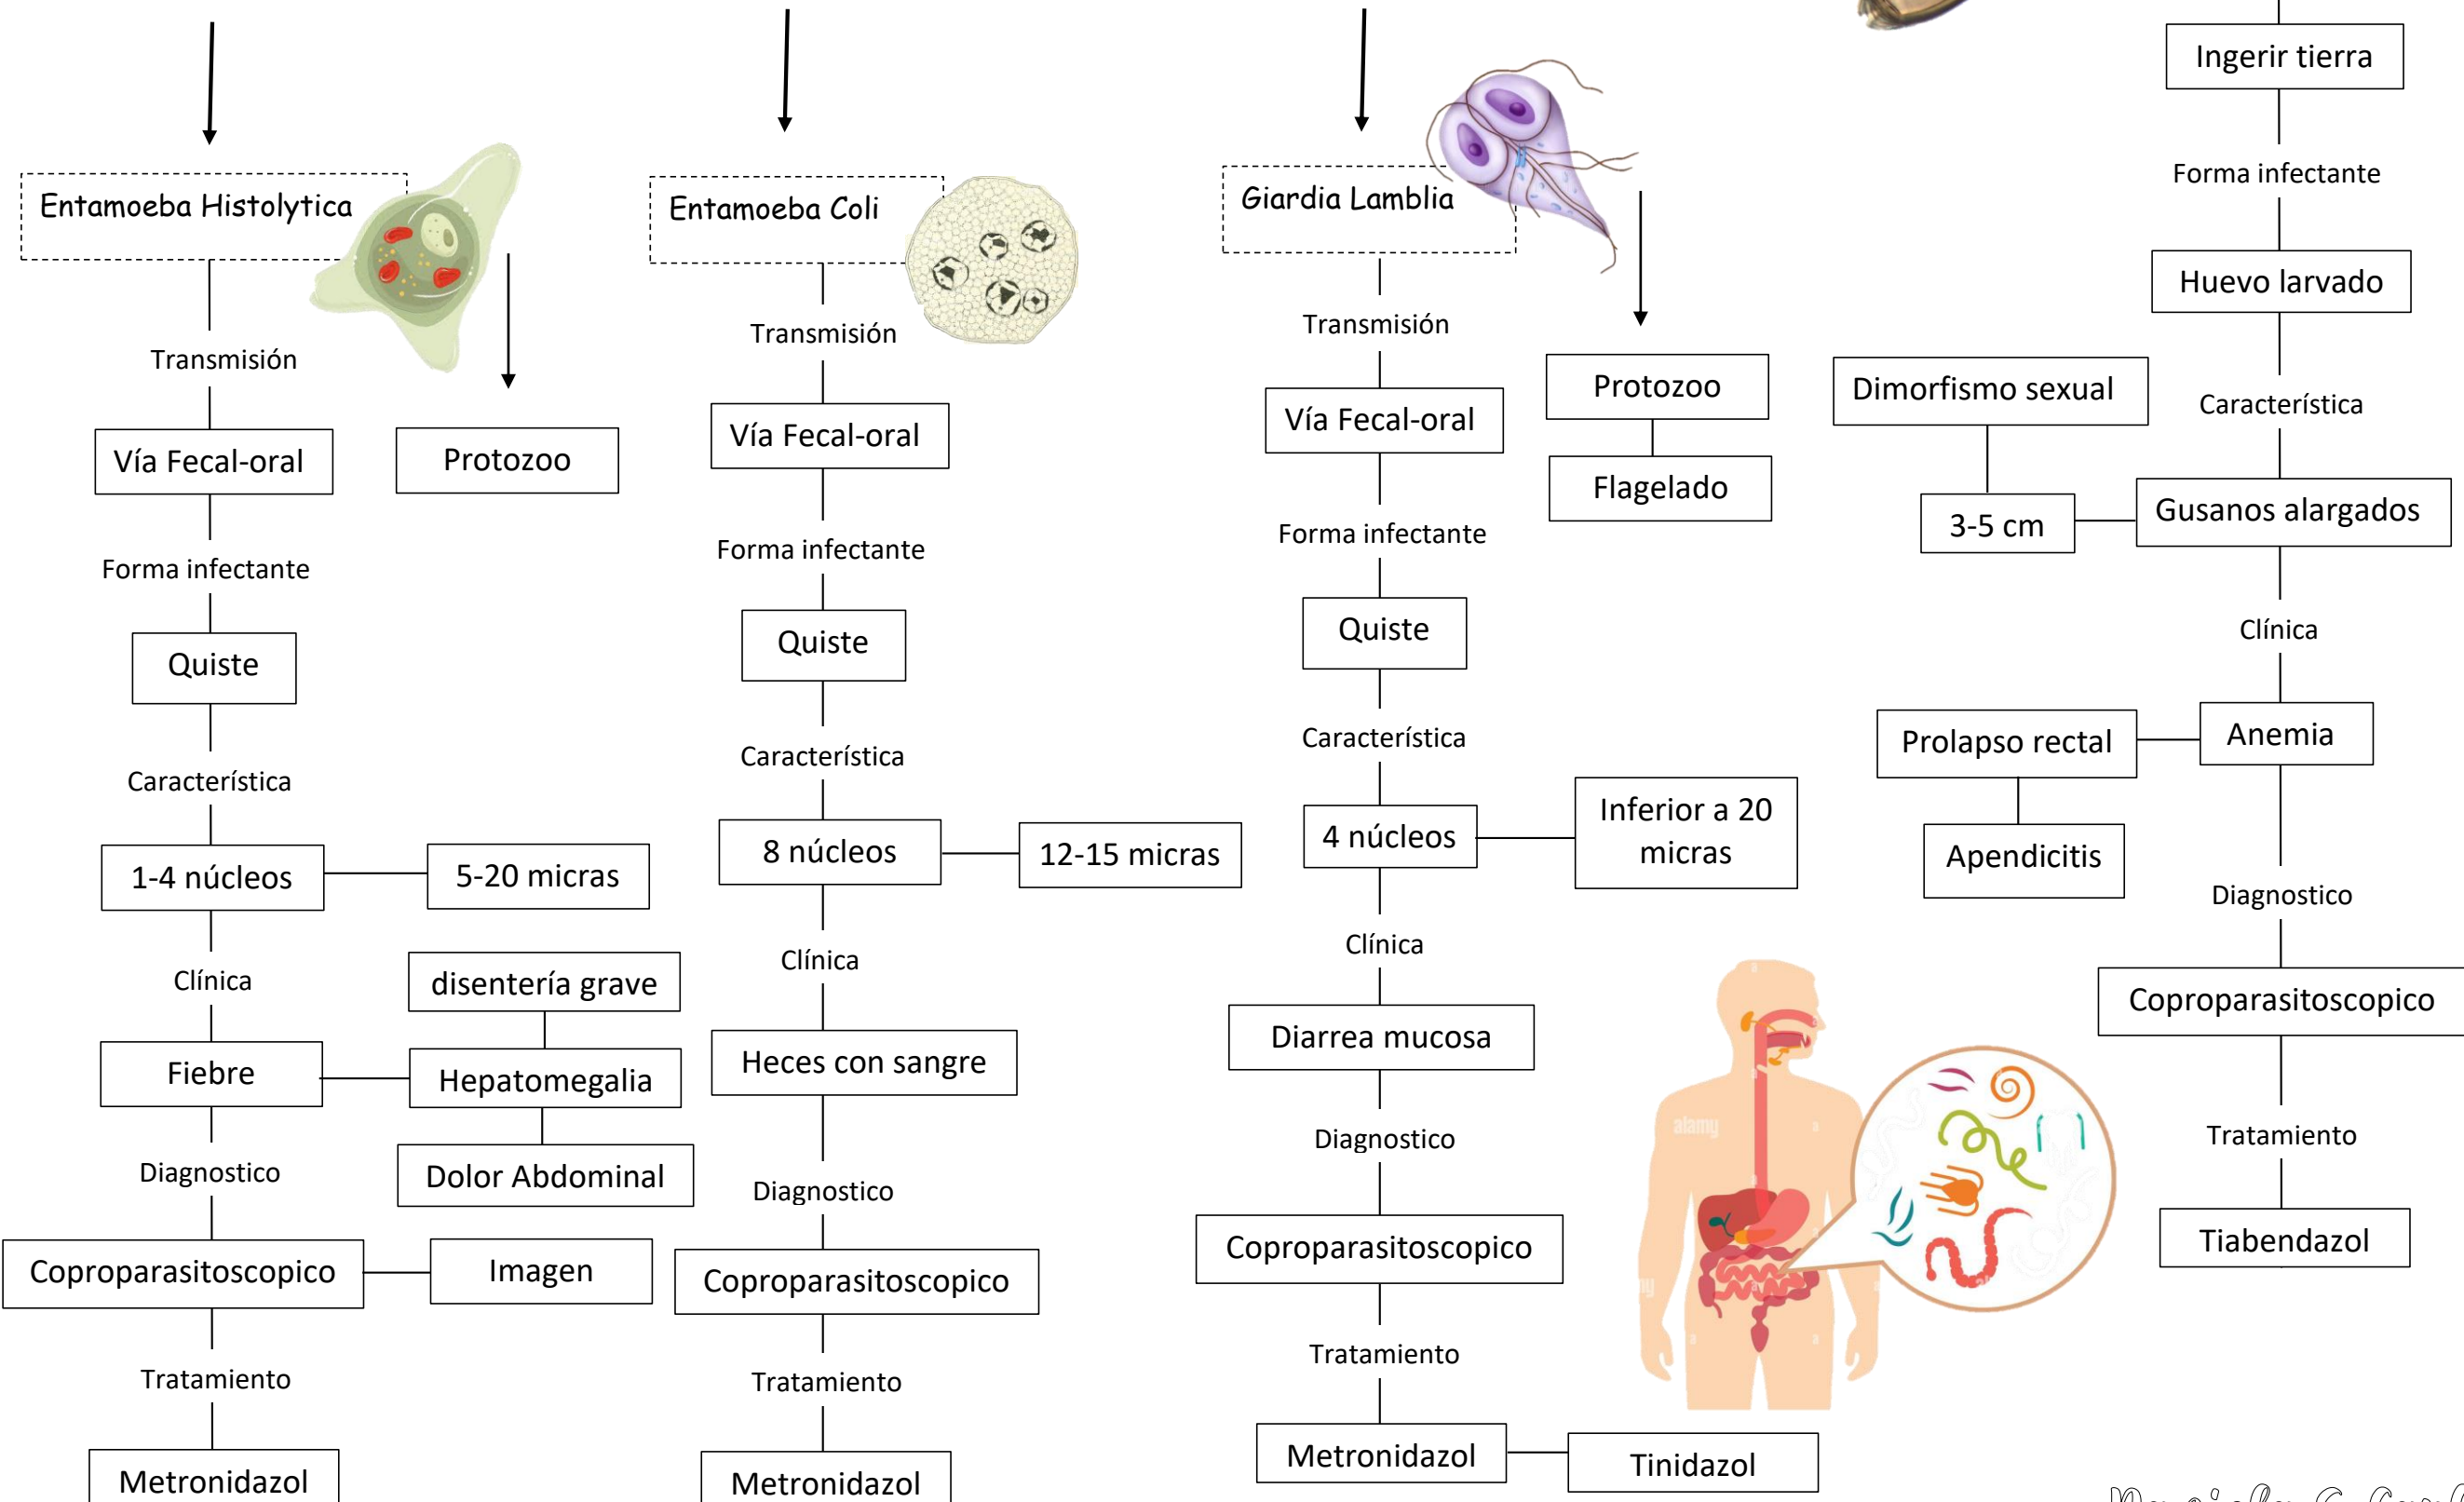 Entamoeba Histolytica
Transmisión
Vía Fecal-oral
Protozoo
Forma infectante
Quiste
Característica
1-4 núcleos
5-20 micras
Clínica
disentería grave
Fiebre
Hepatomegalia
Dolor Abdominal
Diagnostico
Coproparasitoscopico
Imagen
Tratamiento
Metronidazol
Entamoeba Coli
Transmisión
Vía Fecal-oral
Forma infectante
Quiste
Característica
8 núcleos
12-15 micras
Clínica
Heces con sangre
Diagnostico
Coproparasitoscopico
Tratamiento
Metronidazol
Giardia Lamblia
Transmisión
Vía Fecal-oral
Protozoo
Flagelado
Forma infectante
Quiste
Característica
4 núcleos
Inferior a 20
micras
Clínica
Diarrea mucosa
Diagnostico
Coproparasitoscopico
Tratamiento
Metronidazol
Tinidazol
Ingerir tierra
Forma infectante
Huevo larvado
Característica
Dimorfismo sexual
3-5 cm
Gusanos alargados
Clínica
Prolapso rectal
Anemia
Apendicitis
Diagnostico
Coproparasitoscopico
Tratamiento
Tiabendazol
alamy